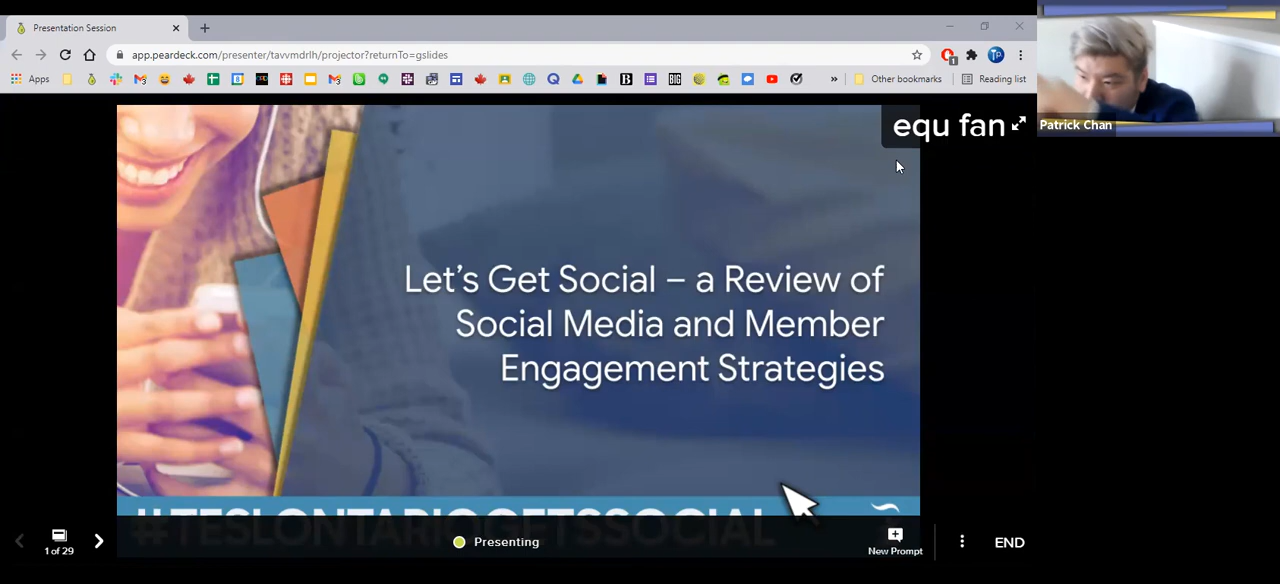 Presentation Session
app.peardeck.com/presenter/tavvmdrlh/projector?returnTo=gslides
Apps
Other bookmarks
Reading list
equ fan
Patrick Chan
Let's Get Social – a Review of
Social Media and Member
Engagement Strategies
#TESLONTARIOGETSSOCIAL
1 of 29
Presenting
New Prompt
END